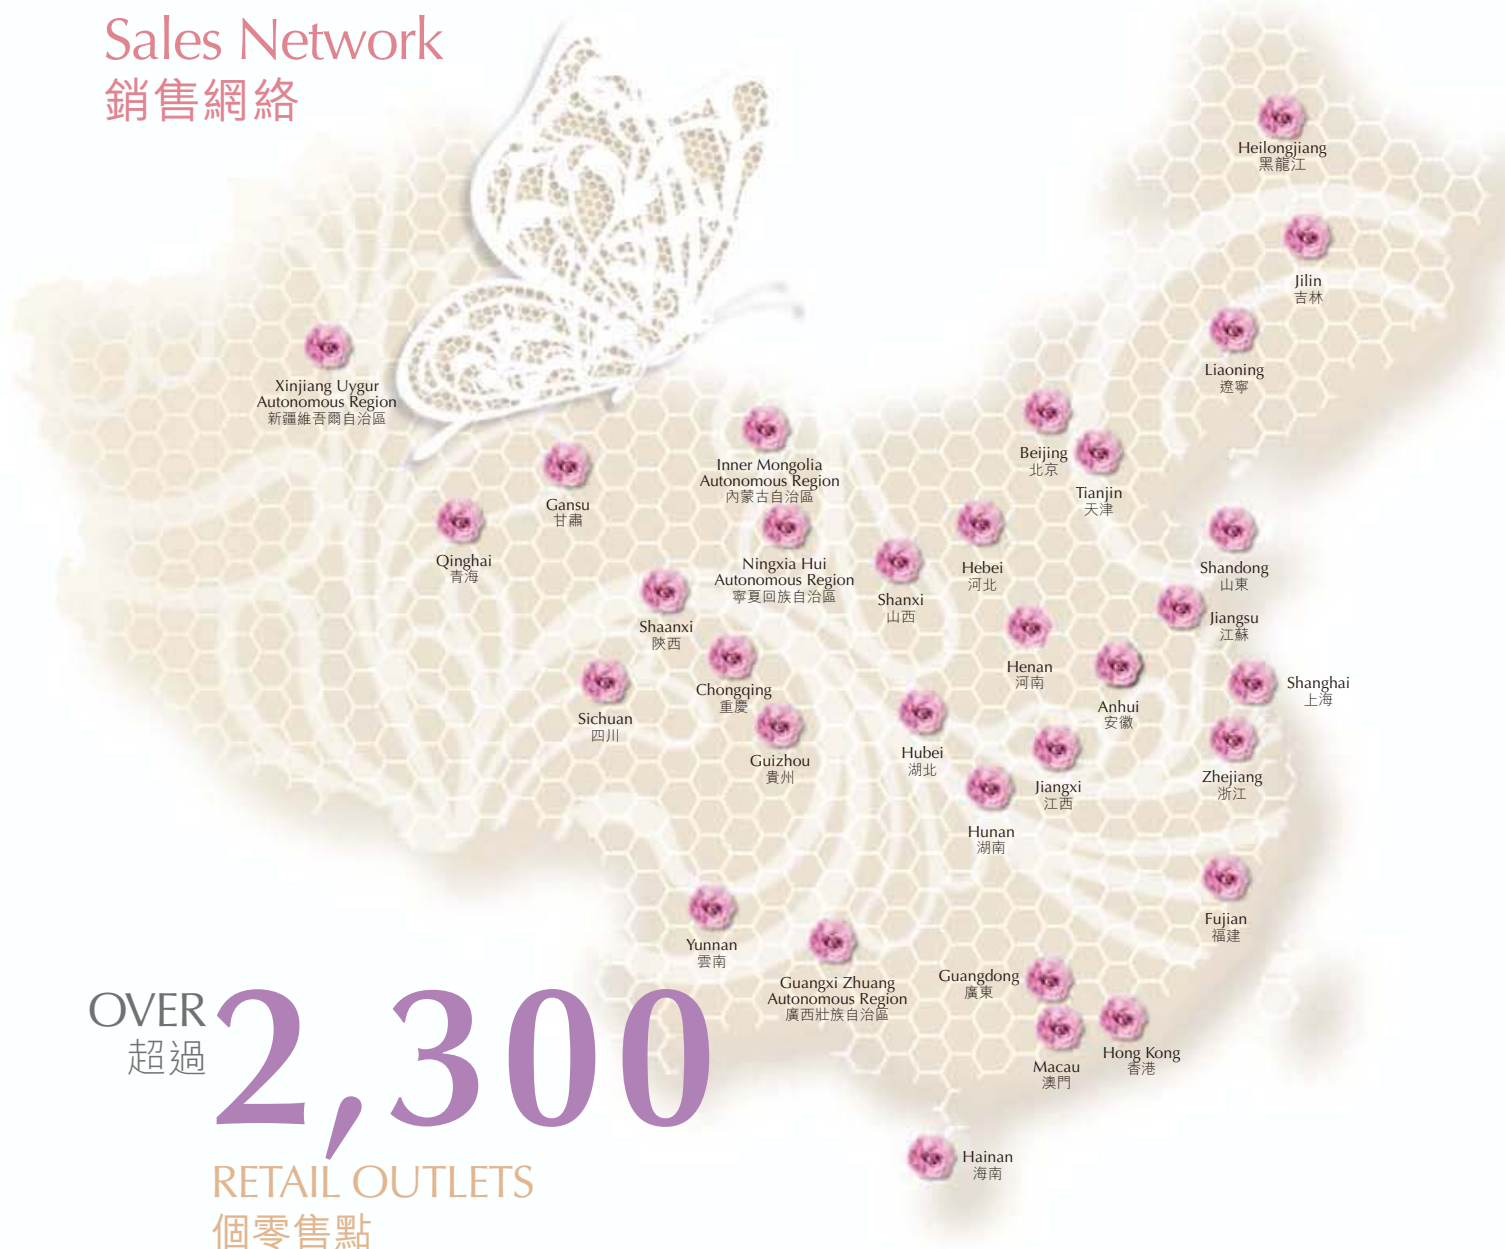 Sales Network
銷售網絡
Heilongjiang
黑龍江
Jilin
吉林
Liaoning
遼寧
Xinjiang Uygur
Autonomous Region
新疆維吾爾自治區
Inner Mongolia
Autonomous Region
內蒙古自治區
Beijing
北京
Tianjin
天津
Gansu
甘肅
Qinghai
青海
Ningxia Hui
Autonomous Region
寧夏回族自治區
Shanxi
山西
Hebei
河北
Shandong
山東
Shaanxi
陝西
Jiangsu
江蘇
Henan
河南
Chongqing
重慶
Anhui
安徽
Shanghai
上海
Sichuan
四川
Guizhou
貴州
Hubei
湖北
Jiangxi
江西
Zhejiang
浙江
Hunan
湖南
Fujian
福建
Yunnan
雲南
Guangxi Zhuang
Autonomous Region
廣西壯族自治區
Guangdong
廣東
Macau
澳門
Hong Kong
香港
Hainan
海南
OVER
超過
2,300
RETAIL OUTLETS
個零售點